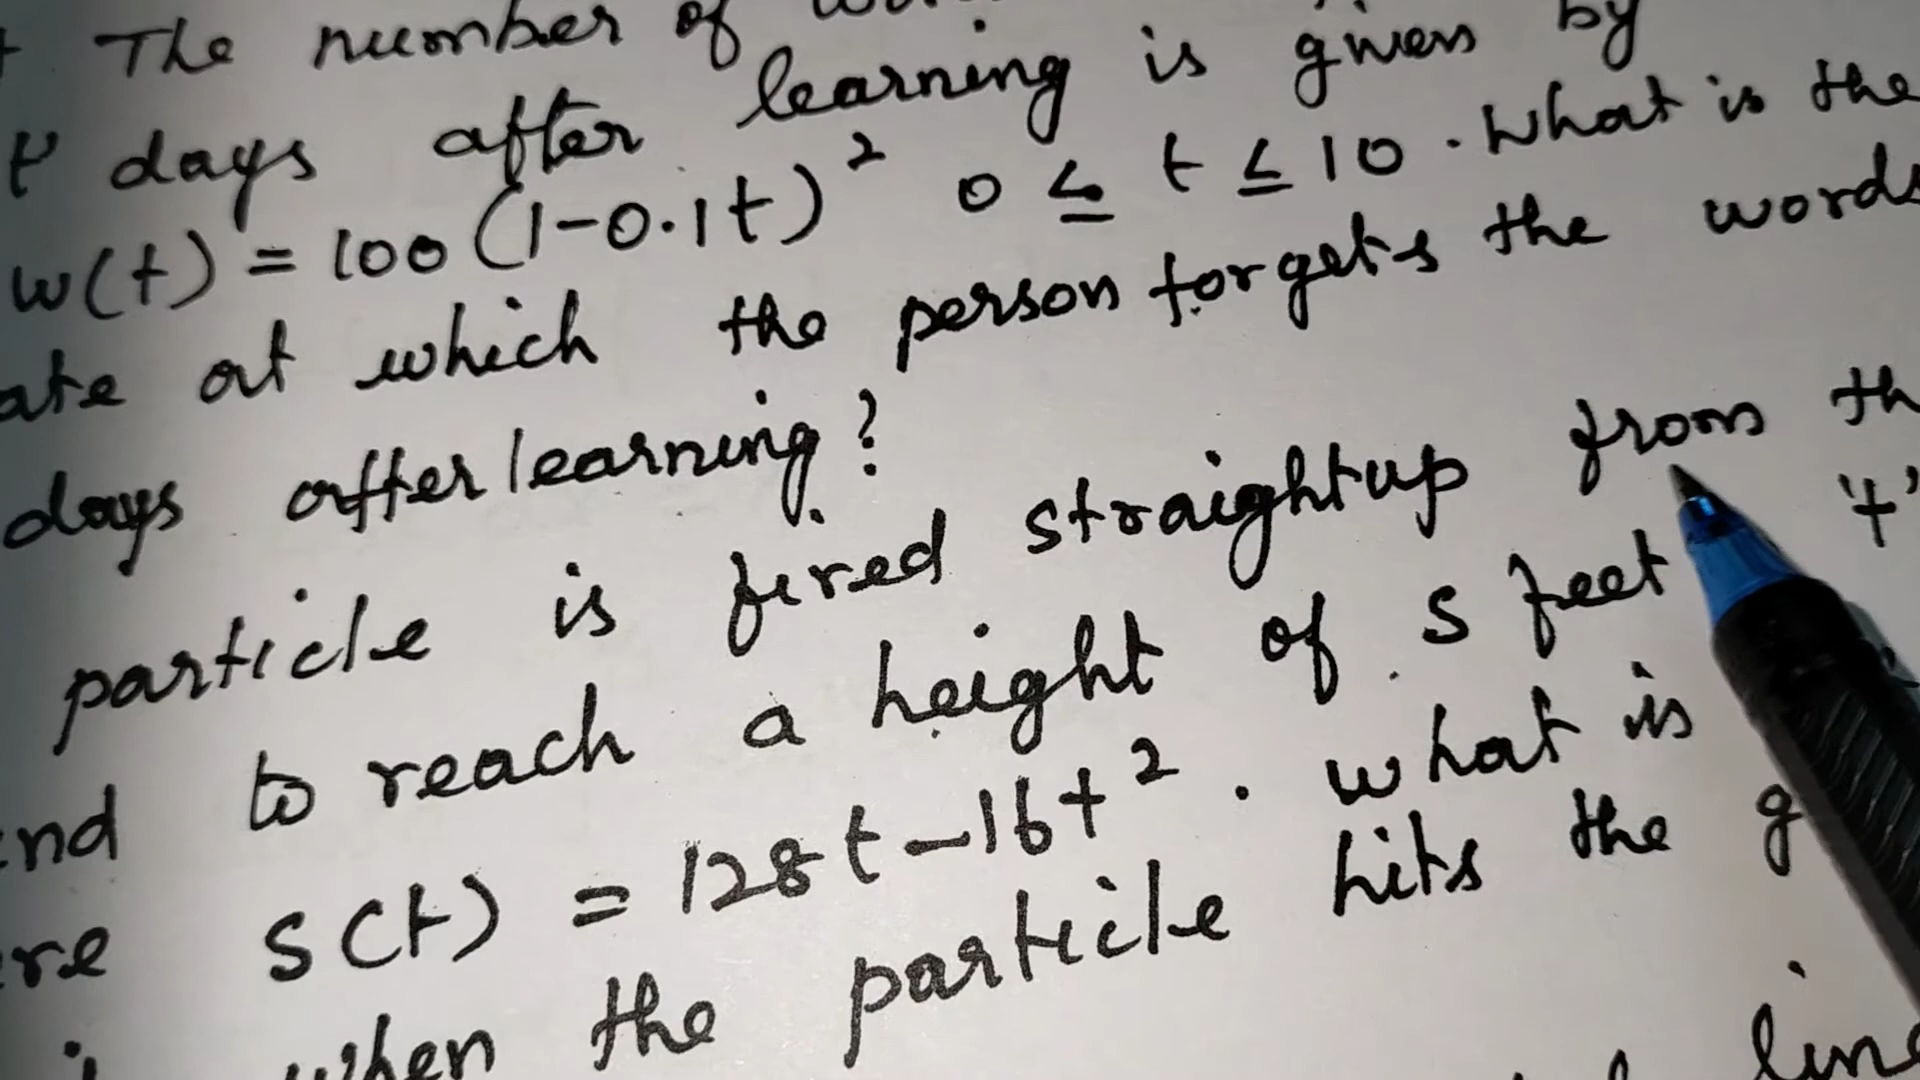 The number of
t' days after learning is given by
w(t) = 100 (1-0.1t)² 0 ≤ t ≤ 10. What is the
ate at which the person forgets the words
days after learning?
particle is fired straight up from th
nd to reach a height of s feet 't'
re s(t) = 128t-16t². what is
when the particle hits the g
line